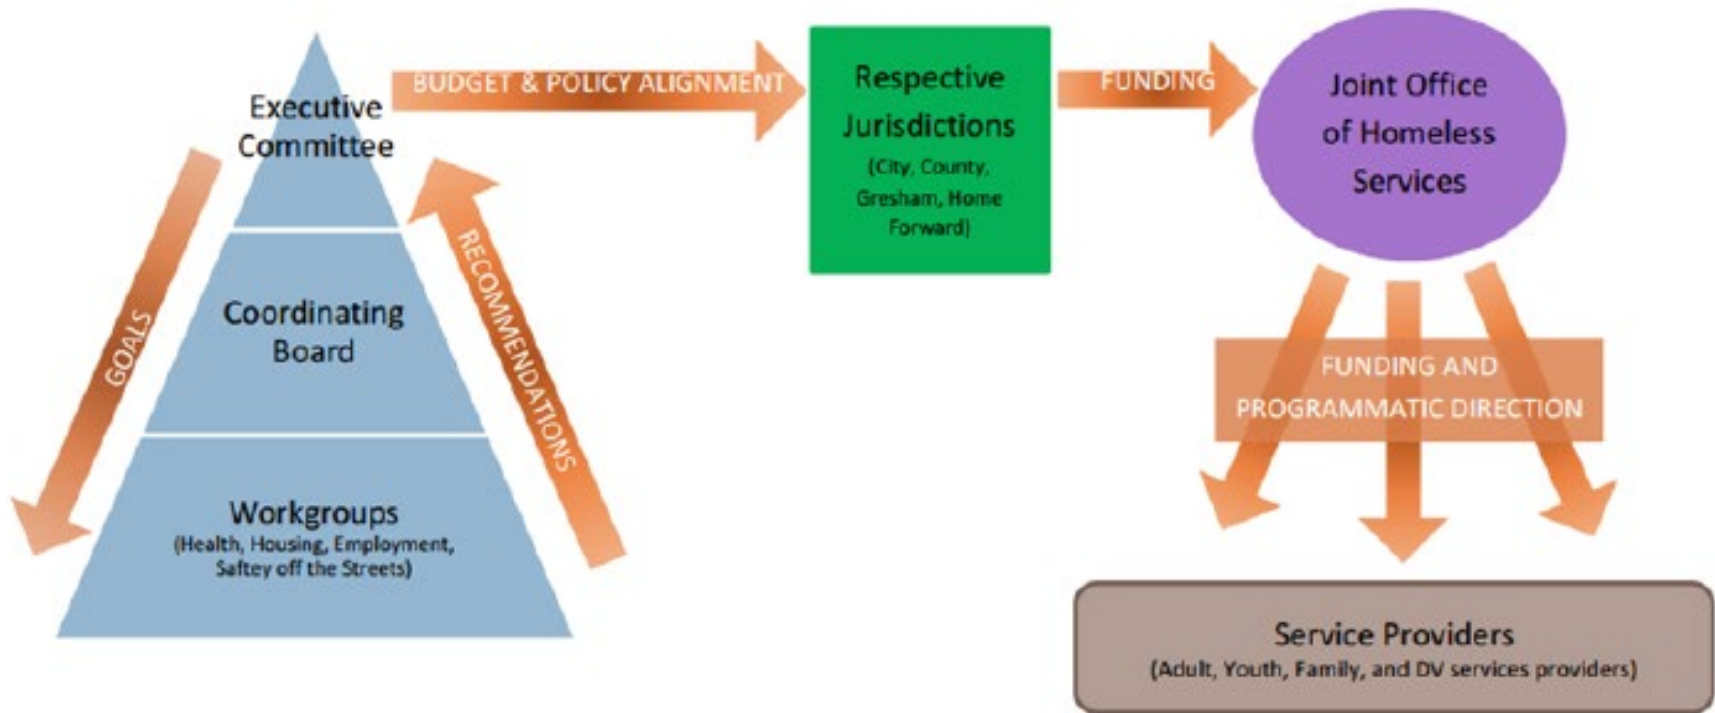 Executive
Committee
Coordinating
Board
Workgroups
(Health, Housing, Employment,
Saftey off the Streets)
GOALS
RECOMMENDATIONS
BUDGET & POLICY ALIGNMENT
Respective
Jurisdictions
(City, County,
Gresham, Home
Forward)
FUNDING
Joint Office
of Homeless
Services
FUNDING AND
PROGRAMMATIC DIRECTION
Service Providers
(Adult, Youth, Family, and DV services providers)